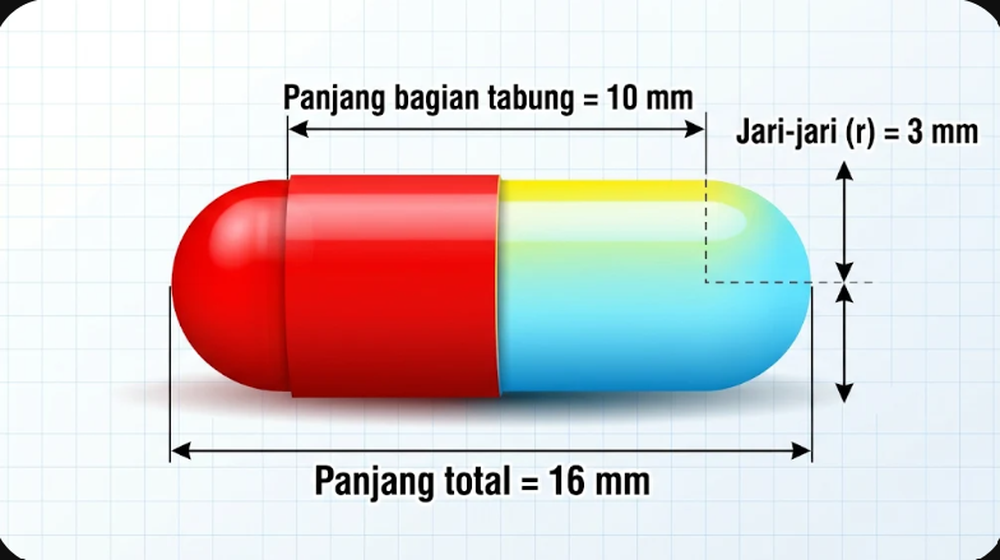 Panjang bagian tabung = 10 mm
Jari-jari (r) = 3 mm
Panjang total = 16 mm